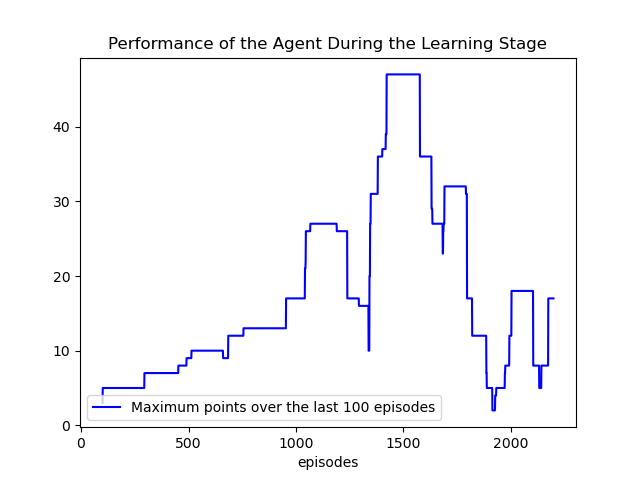 Performance of the Agent During the Learning Stage
40
30
20
10
0
Maximum points over the last 100 episodes
0 500 1000 1500 2000
episodes